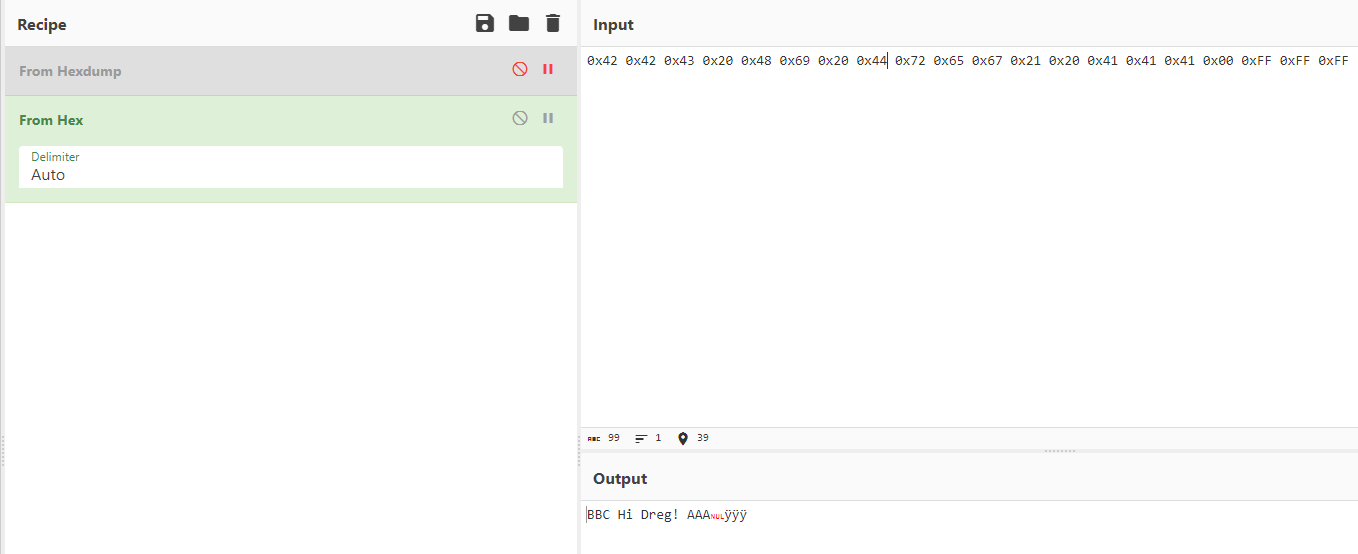 Recipe
From Hexdump
From Hex
Delimiter
Auto
Input
0x42 0x42 0x43 0x20 0x48 0x69 0x20 0x44 0x72 0x65 0x67 0x21 0x20 0x41 0x41 0x41 0x00 0xFF 0xFF 0xFF
ABC 99 1 39
Output
BBC Hi Dreg! AAANULÿÿÿ